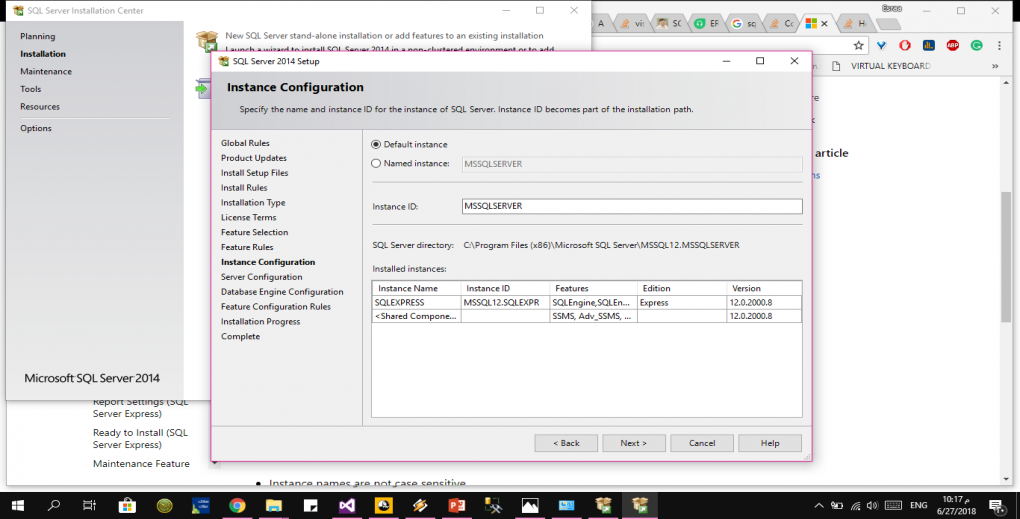 SQL Server Installation Center
Planning
Installation
Maintenance
Tools
Resources
Options
Microsoft SQL Server 2014
New SQL Server stand-alone installation or add features to an existing installation
Launch a wizard to install SQL Server 2014 in a non-clustered environment or to add
SQL Server 2014 Setup
Instance Configuration
Specify the name and instance ID for the instance of SQL Server. Instance ID becomes part of the installation path.
Global Rules
Product Updates
Install Setup Files
Install Rules
Installation Type
License Terms
Feature Selection
Feature Rules
Instance Configuration
Server Configuration
Database Engine Configuration
Feature Configuration Rules
Installation Progress
Complete
Default instance
Named instance: MSSQLSERVER
Instance ID: MSSQLSERVER
SQL Server directory: C:\Program Files (x86)\Microsoft SQL Server\MSSQL12.MSSQLSERVER
Installed instances:
Instance Name Instance ID Features Edition Version
SQLEXPRESS MSSQL12.SQLEXPR SQLEngine,SQLEn... Express 12.0.2000.8
<Shared Compone... SSMS, Adv_SSMS, ... 12.0.2000.8
< Back Next > Cancel Help
Esraa
A vi: SC EF sq Cc H
ABP
VIRTUAL KEYBOARD »
article
Report Settings (SQL
Server Express)
Ready to Install (SQL
Server Express)
Maintenance Feature
Instance names are not case sensitive
ENG
10:17 م
6/27/2018